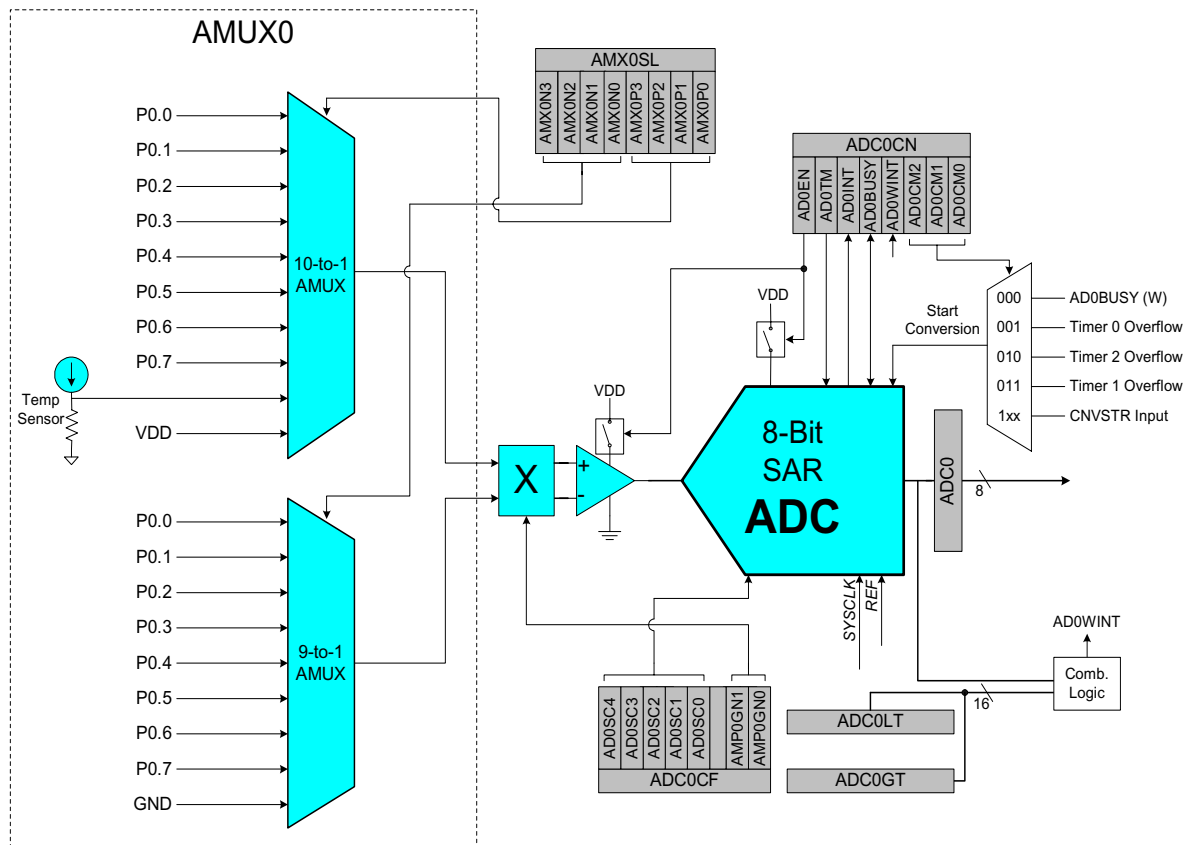 AMUX0
P0.0
P0.1
P0.2
P0.3
P0.4
P0.5
P0.6
P0.7
Temp
Sensor
VDD
10-to-1
AMUX
P0.0
P0.1
P0.2
P0.3
P0.4
P0.5
P0.6
P0.7
GND
9-to-1
AMUX
AMX0SL
AMX0N3
AMX0N2
AMX0N1
AMX0N0
AMX0P3
AMX0P2
AMX0P1
AMX0P0
ADC0CN
AD0EN
AD0TM
AD0INT
AD0BUSY
AD0WINT
AD0CM2
AD0CM1
AD0CM0
VDD
Start
Conversion
000
001
010
011
1xx
AD0BUSY (W)
Timer 0 Overflow
Timer 2 Overflow
Timer 1 Overflow
CNVSTR Input
VDD
X
+
-
8-Bit
SAR
ADC
ADC0
8
SYSCLK
REF
AD0WINT
Comb.
Logic
16
ADC0LT
ADC0GT
AD0SC4
AD0SC3
AD0SC2
AD0SC1
AD0SC0
AMP0GN1
AMP0GN0
ADC0CF